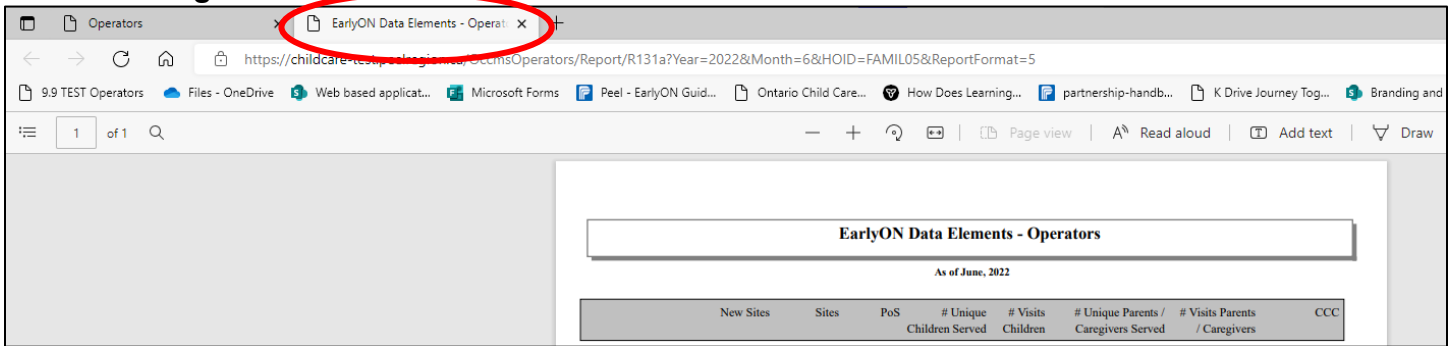 Operators
EarlyON Data Elements - Operat
https://childcare-test.peelregion.ca/OccmsOperators/Report/R131a?Year=2022&Month=6&HOID=FAMIL05&ReportFormat=5
9.9 TEST Operators Files - OneDrive Web based applicat... Microsoft Forms Peel - EarlyON Guid... Ontario Child Care... How Does Learning... partnership-handb... K Drive Journey Tog... Branding and
1 of 1 Page view Read aloud Add text Draw
EarlyON Data Elements - Operators
As of June, 2022
New Sites Sites PoS # Unique # Visits # Unique Parents / # Visits Parents CCC
Children Served Children Caregivers Served / Caregivers